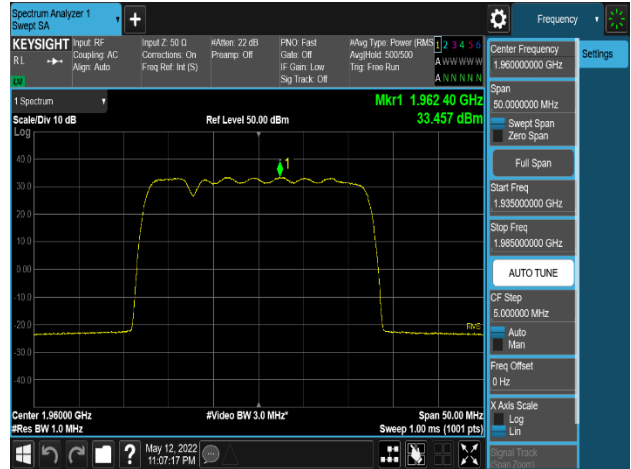 Spectrum Analyzer 1
Swept SA
+
Frequency
KEYSIGHT
RL
LV
Input: RF
Coupling: AC
Align: Auto
Input Z: 50 Ω
Corrections: On
Freq Ref: Int (S)
#Atten: 22 dB
Preamp: Off
PNO: Fast
Gate: Off
IF Gain: Low
Sig Track: Off
#Avg Type: Power (RMS
Avg|Hold: 500/500
Trig: Free Run
1 2 3 4 5 6
A W W W W W
A N N N N N
1 Spectrum
Scale/Div 10 dB
Log
Ref Level 50.00 dBm
Mkr1 1.962 40 GHz
33.457 dBm
40.0
30.0
20.0
10.0
0.00
-10.0
-20.0
-30.0
-40.0
1
RMS
Center 1.96000 GHz
#Res BW 1.0 MHz
#Video BW 3.0 MHz*
Span 50.00 MHz
Sweep 1.00 ms (1001 pts)
Center Frequency
1.960000000 GHz
Settings
Span
50.0000000 MHz
Swept Span
Zero Span
Full Span
Start Freq
1.935000000 GHz
Stop Freq
1.985000000 GHz
AUTO TUNE
CF Step
5.000000 MHz
Auto
Man
Freq Offset
0 Hz
X Axis Scale
Log
Lin
Signal Track
(Span Zoom)
?
May 12, 2022
11:07:17 PM